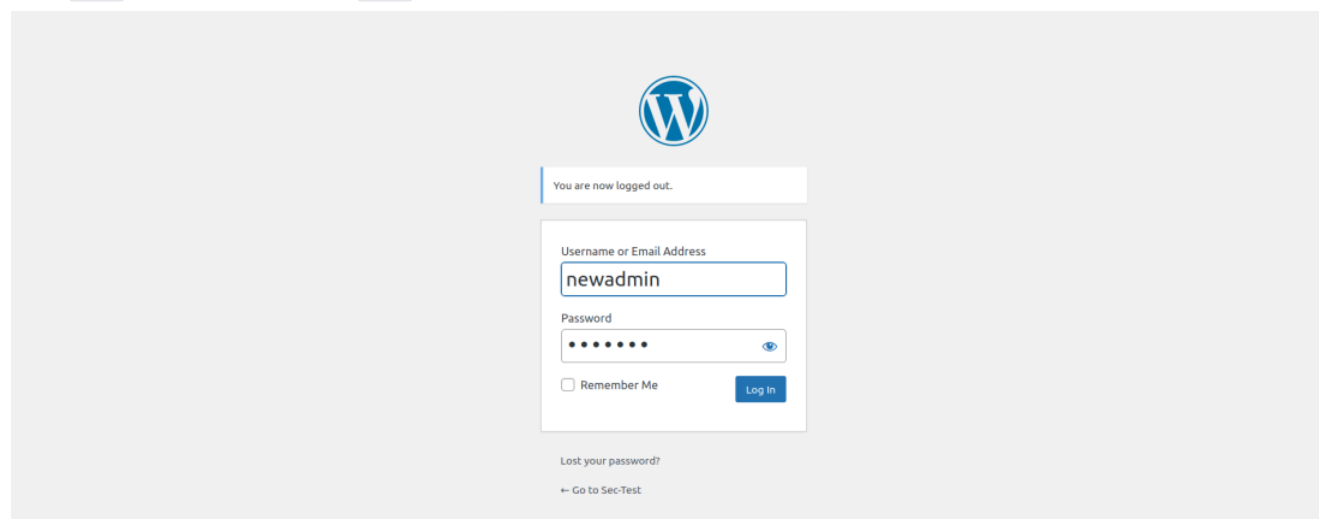 You are now logged out.
Username or Email Address
newadmin
Password
•••••••
Remember Me
Log In
Lost your password?
← Go to Sec-Test